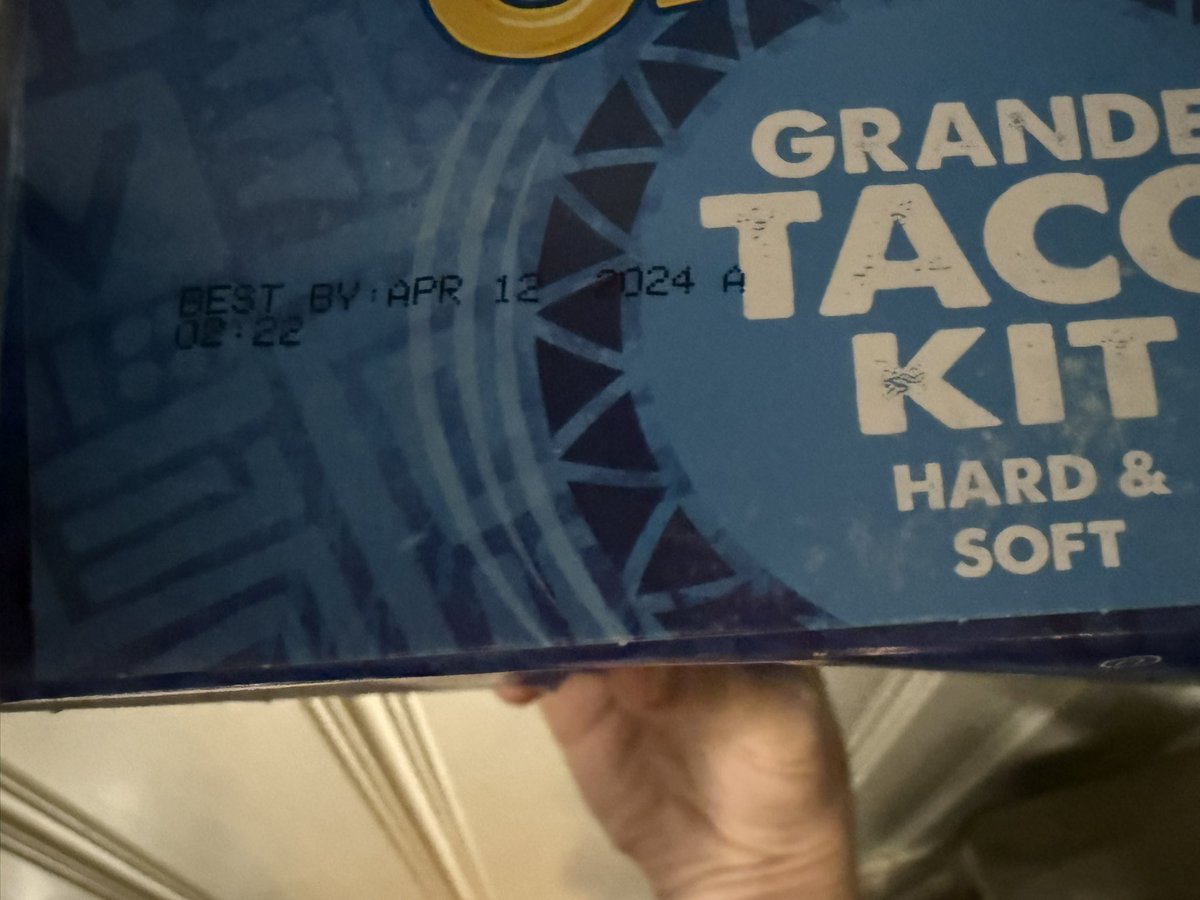 GRANDE
TACO
KIT
HARD &
SOFT
BEST BY:APR 12 2024 A
02:22